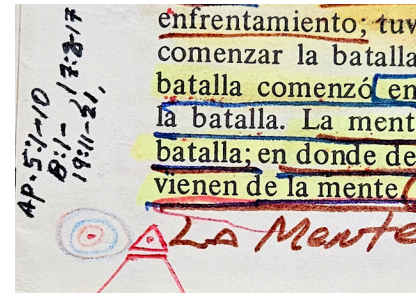 enfrentamiento; tuv
comenzar la batalla
batalla comenzó en
la batalla. La ment
batalla; en donde de
vienen de la mente
LA Mente
AP. 5:1-10
8:1- 17:8-17
19:11-21,